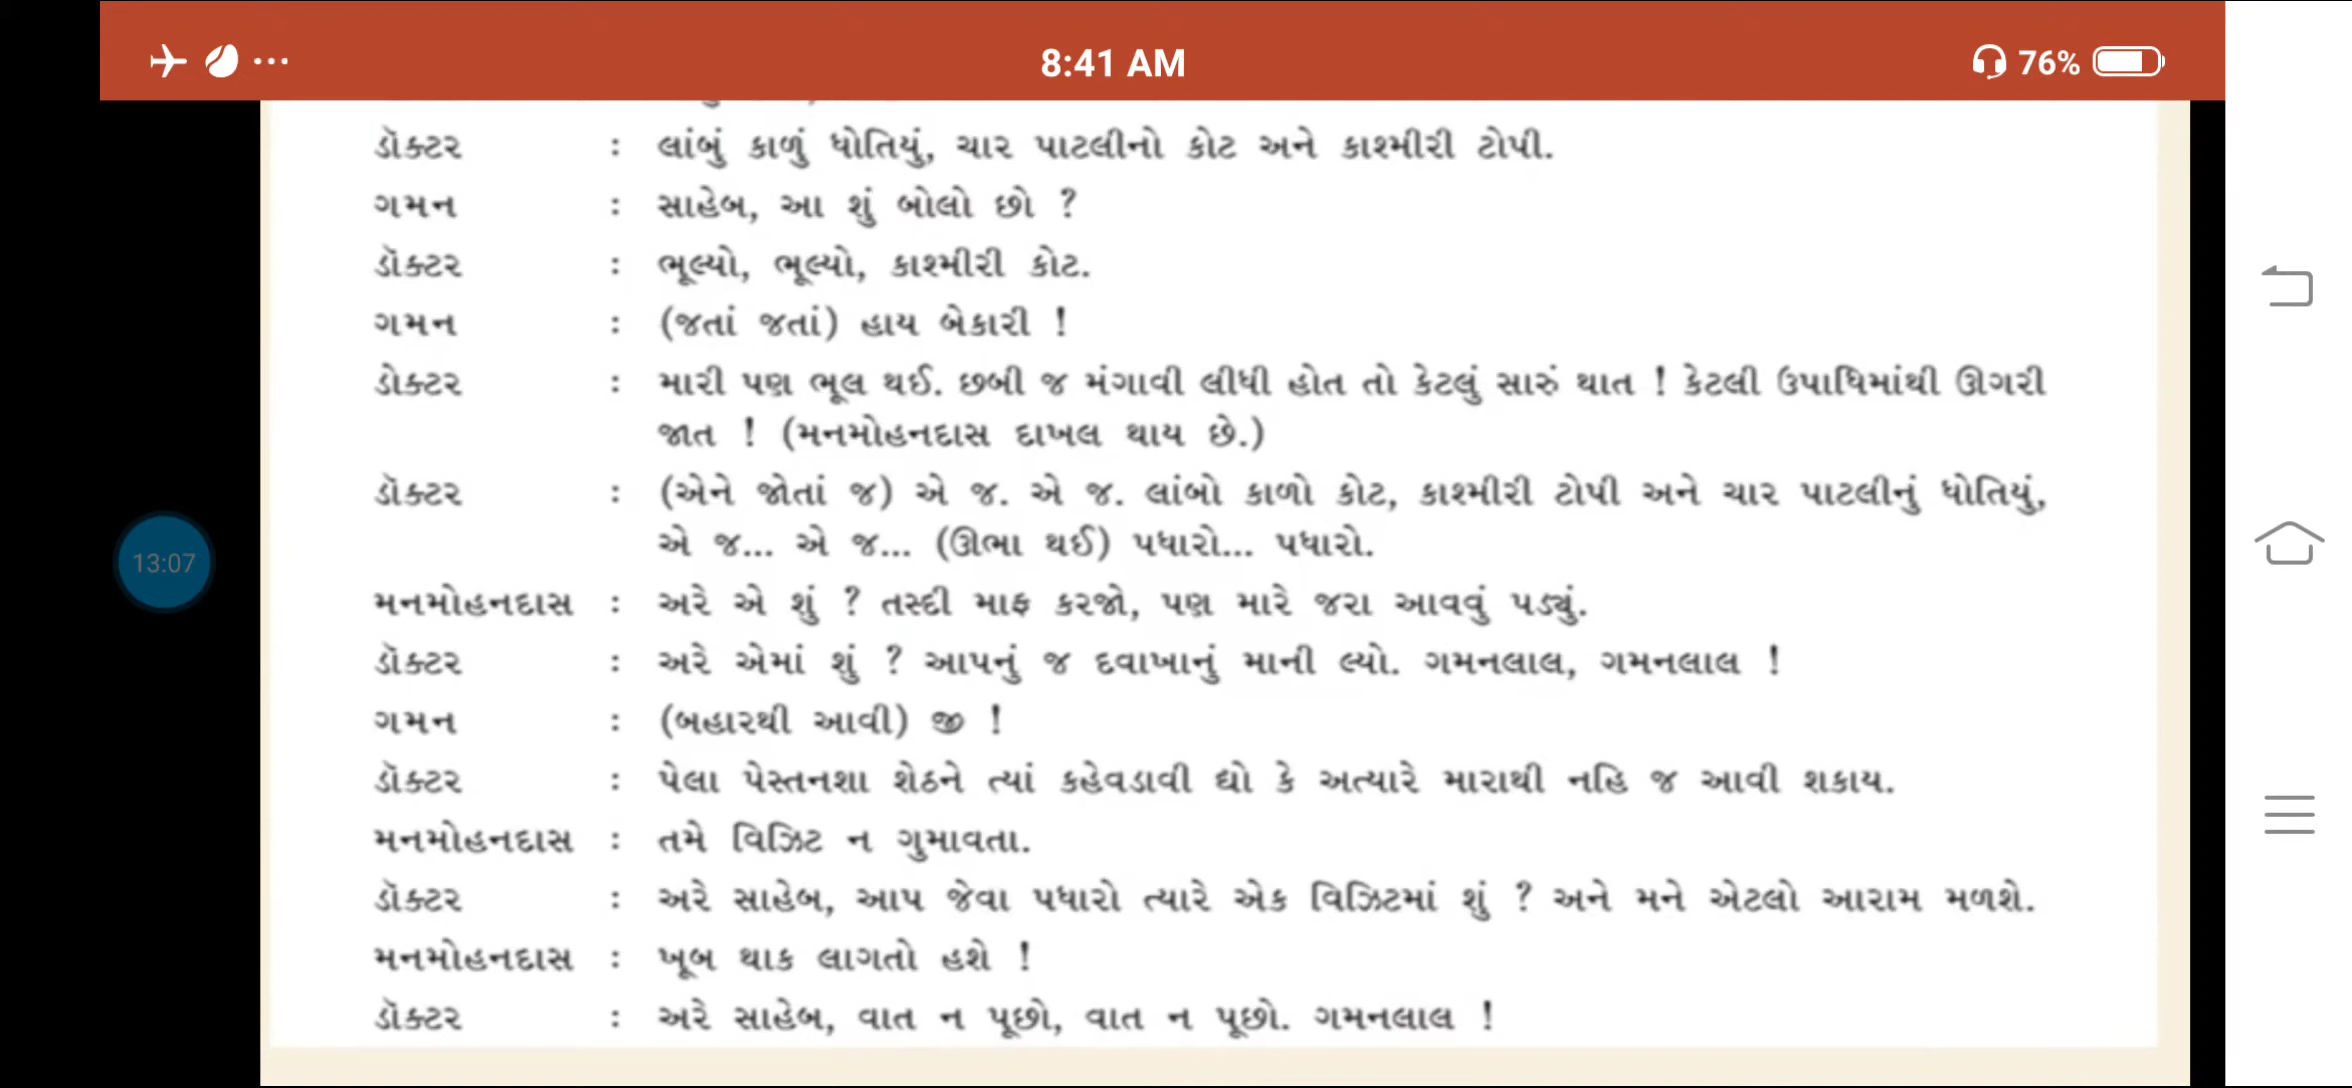 8:41 AM
76%
ડૉક્ટર : લાંબું કાળું ધોતિયું, ચાર પાટલીનો કોટ અને કાશ્મીરી ટોપી.
ગમન : સાહેબ, આ શું બોલો છો ?
ડૉક્ટર : ભૂલ્યો, ભૂલ્યો, કાશ્મીરી કોટ.
ગમન : (જતાં જતાં) હાય બેકારી !
ડોક્ટર : મારી પણ ભૂલ થઈ. છબી જ મંગાવી લીધી હોત તો કેટલું સારું થાત ! કેટલી ઉપાધિમાંથી ઊગરી
જાત ! (મનમોહનદાસ દાખલ થાય છે.)
ડૉક્ટર : (એને જોતાં જ) એ જ. એ જ. લાંબો કાળો કોટ, કાશ્મીરી ટોપી અને ચાર પાટલીનું ધોતિયું,
એ જ... એ જ... (ઊભા થઈ) પધારો... પધારો.
મનમોહનદાસ : અરે એ શું ? તસ્દી માફ કરજો, પણ મારે જરા આવવું પડ્યું.
ડૉક્ટર : અરે એમાં શું ? આપનું જ દવાખાનું માની લ્યો. ગમનલાલ, ગમનલાલ !
ગમન : (બહારથી આવી) જી !
ડૉક્ટર : પેલા પેસ્તનશા શેઠને ત્યાં કહેવડાવી દ્યો કે અત્યારે મારાથી નહિ જ આવી શકાય.
મનમોહનદાસ : તમે વિઝિટ ન ગુમાવતા.
ડૉક્ટર : અરે સાહેબ, આપ જેવા પધારો ત્યારે એક વિઝિટમાં શું ? અને મને એટલો આરામ મળશે.
મનમોહનદાસ : ખૂબ થાક લાગતો હશે !
ડૉક્ટર : અરે સાહેબ, વાત ન પૂછો, વાત ન પૂછો. ગમનલાલ !
13:07